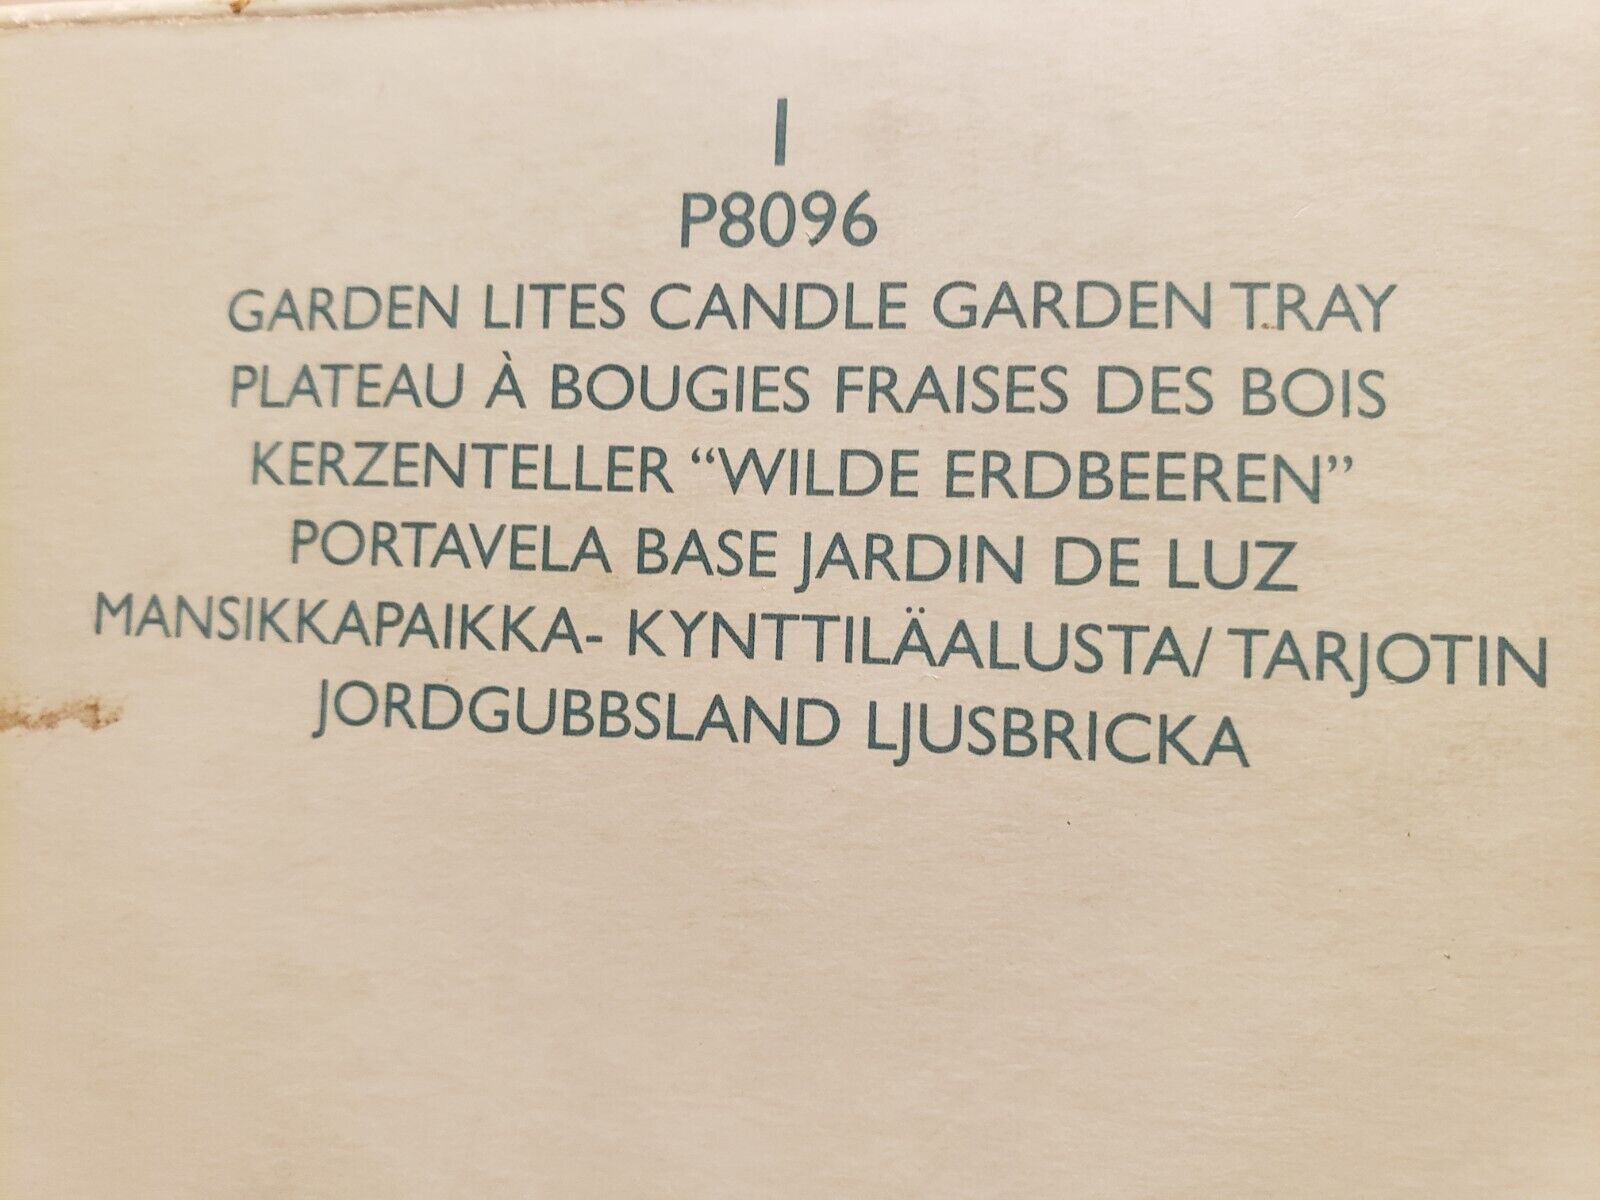 1
P8096
GARDEN LITES CANDLE GARDEN TRAY
PLATEAU À BOUGIES FRAISES DES BOIS
KERZENTELLER “WILDE ERDBEEREN”
PORTAVELA BASE JARDIN DE LUZ
MANSIKKAPAIKKA- KYNTTILÄALUSTA/ TARJOTIN
JORDGUBBSLAND LJUSBRICKA